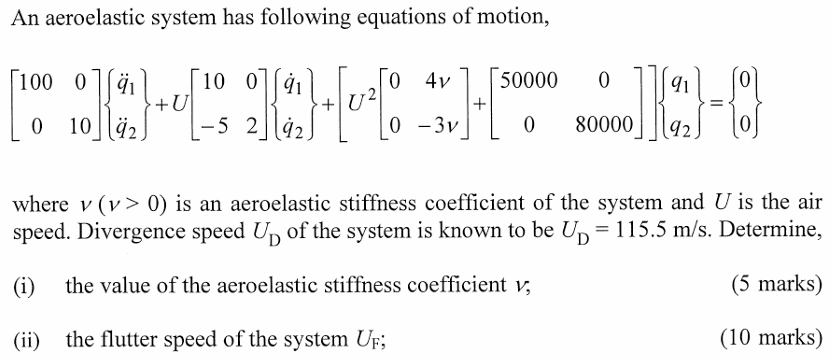 An aeroelastic system has following equations of motion,
[100 0; 0 10]{q̈₁; q̈₂} + U[10 0; −5 2]{q̇₁; q̇₂} + [U²[0 4ν; 0 −3ν] + [50000 0; 0 80000]]{q₁; q₂} = {0; 0}
where ν (ν > 0) is an aeroelastic stiffness coefficient of the system and U is the air
speed. Divergence speed U_D of the system is known to be U_D = 115.5 m/s. Determine,
(i) the value of the aeroelastic stiffness coefficient ν; (5 marks)
(ii) the flutter speed of the system U_F; (10 marks)